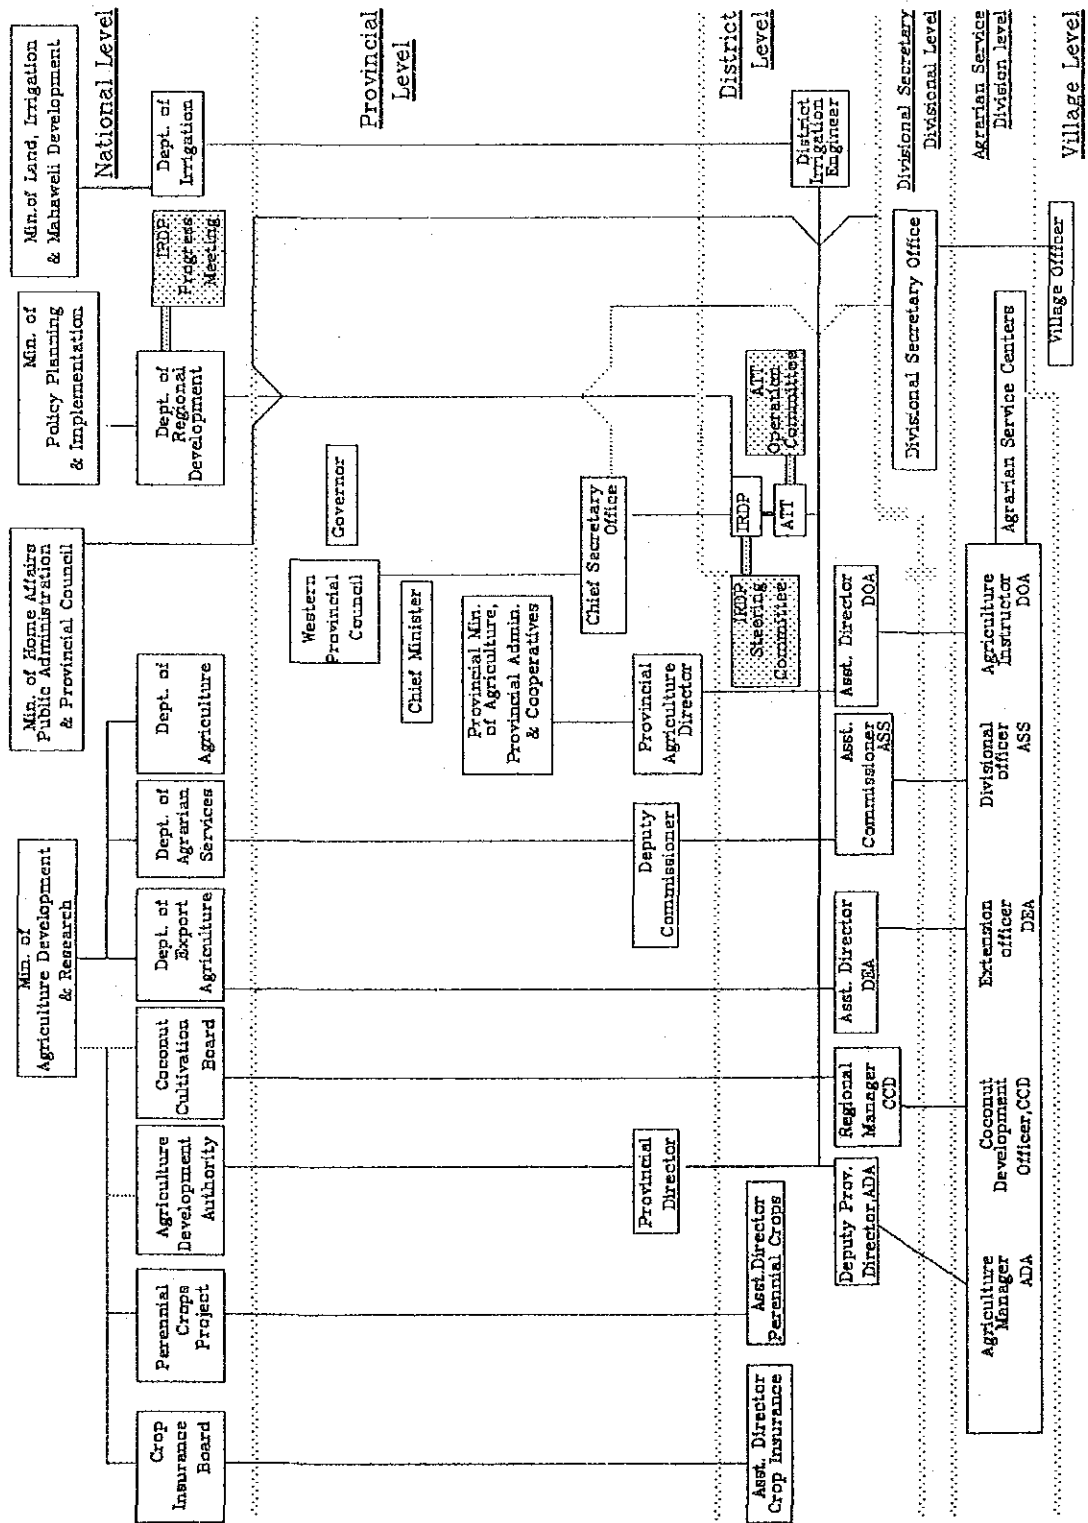 Min. of
Agriculture Development
& Research
Min. of Home Affairs
Public Administration
& Provincial Council
Min. of
Policy Planning
& Implementation
Min.of Land, Irrigation
& Mahaweli Development
National Level
Crop
Insurance
Board
Perennial
Crops
Project
Agriculture
Development
Authority
Coconut
Cultivation
Board
Dept. of
Export
Agriculture
Dept. of
Agrarian
Services
Dept. of
Agriculture
Dept. of
Regional
Development
IRDP
Progress
Meeting
Dept. of
Irrigation
Provincial
Level
Western
Provincial
Council
Governor
Chief Minister
Provincial Min.
of Agriculture,
Provincial Admin.
& Cooperatives
Chief Secretary
Office
Provincial
Director
Deputy
Commissioner
Provincial
Agriculture
Director
District
Level
Asst. Director
Crop Insurance
Asst.Director
Perennial Crops
IRDP
Steering
Committee
IRDP
ATT
ATT
Operation
Committee
District
Irrigation
Engineer
Deputy Prov.
Director,ADA
Regional
Manager
CCD
Asst. Director
DEA
Asst.
Commissioner
ASS
Asst. Director
DOA
Divisional Secretary
Divisional Level
Divisional Secretary Office
Agrarian Service
Division level
Agriculture
Manager
ADA
Coconut
Development
Officer,CCD
Extension
officer
DEA
Divisional
officer
ASS
Agriculture
Instructor
DOA
Agrarian Service Centers
Village Level
Village Officer